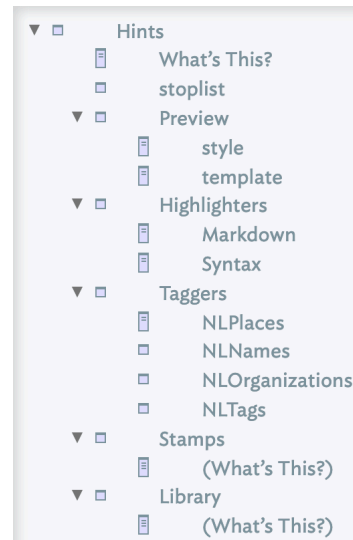 Hints
What's This?
stoplist
Preview
style
template
Highlighters
Markdown
Syntax
Taggers
NLPlaces
NLNames
NLOrganizations
NLTags
Stamps
(What's This?)
Library
(What's This?)